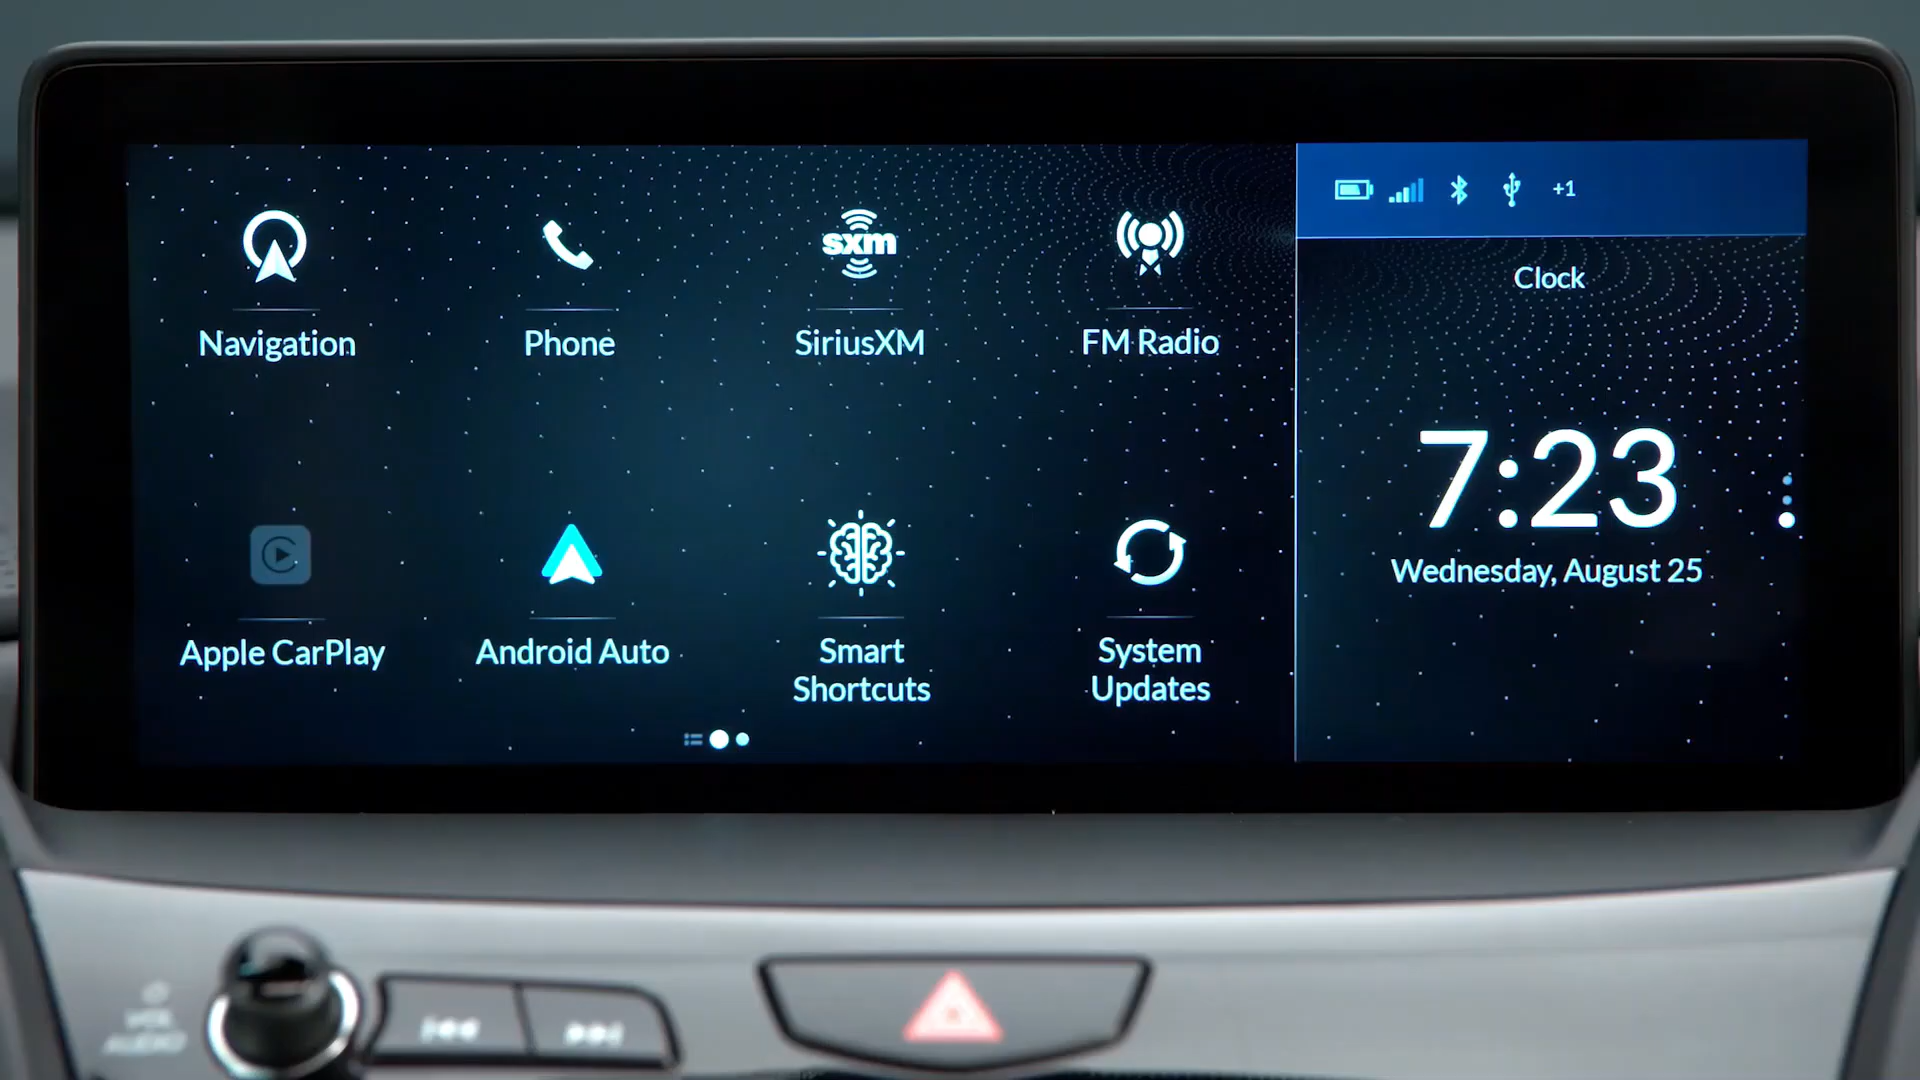 +1
sxm
Navigation
Phone
SiriusXM
FM Radio
Clock
7:23
Wednesday, August 25
Apple CarPlay
Android Auto
Smart
Shortcuts
System
Updates
AUDIO